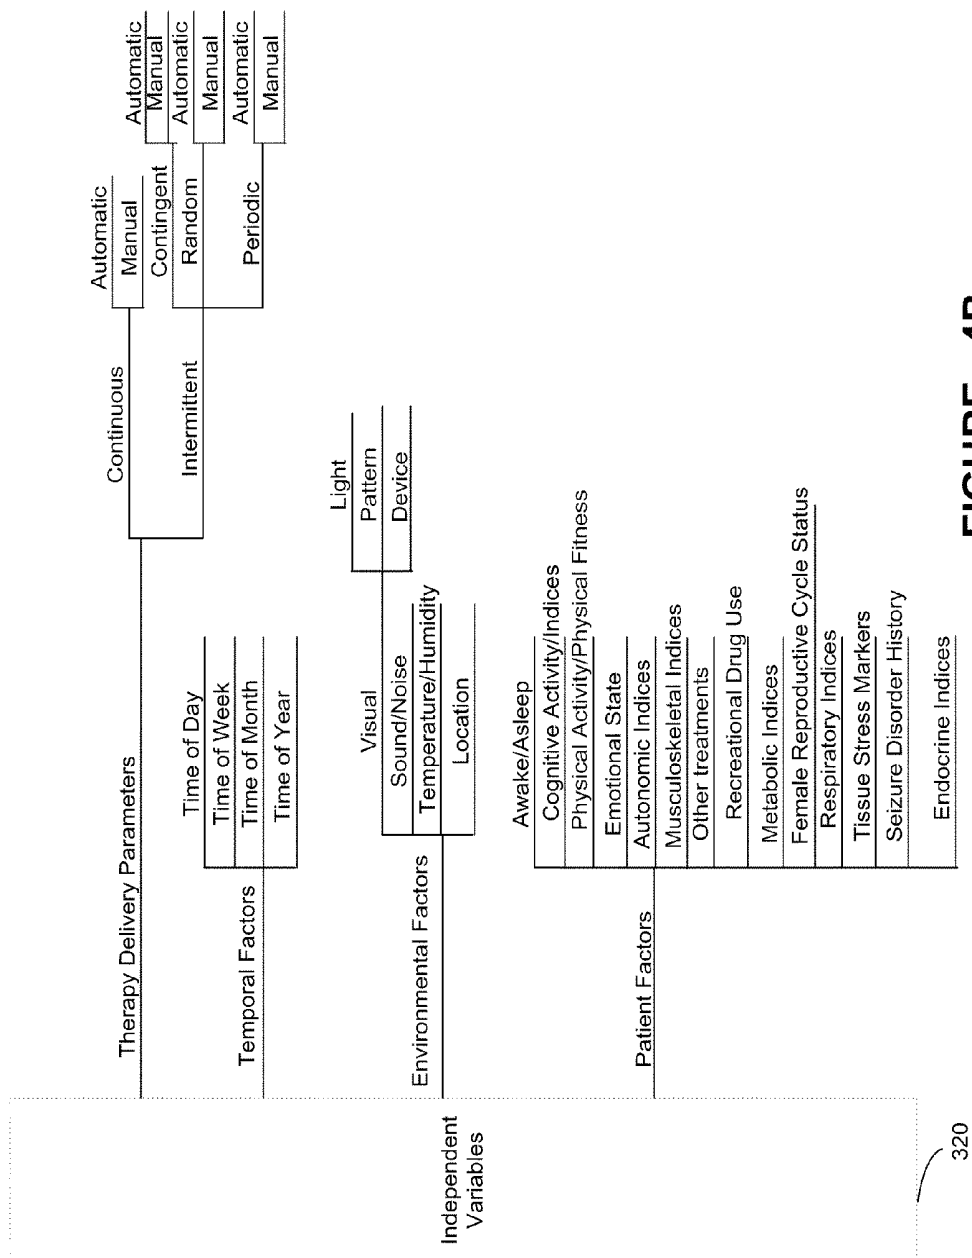 Independent
Variables
320
Therapy Delivery Parameters
Continuous
Automatic
Manual
Intermittent
Contingent
Automatic
Manual
Random
Automatic
Manual
Periodic
Automatic
Manual
Temporal Factors
Time of Day
Time of Week
Time of Month
Time of Year
Environmental Factors
Visual
Light
Pattern
Device
Sound/Noise
Temperature/Humidity
Location
Patient Factors
Awake/Asleep
Cognitive Activity/Indices
Physical Activity/Physical Fitness
Emotional State
Autonomic Indices
Musculoskeletal Indices
Other treatments
Recreational Drug Use
Metabolic Indices
Female Reproductive Cycle Status
Respiratory Indices
Tissue Stress Markers
Seizure Disorder History
Endocrine Indices
FIGURE